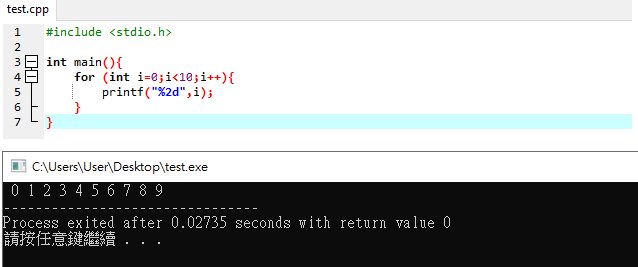 test.cpp
1 #include <stdio.h>
2
3 int main(){
4 for (int i=0;i<10;i++){
5 printf("%2d",i);
6 }
7 }
C:\Users\User\Desktop\test.exe
0 1 2 3 4 5 6 7 8 9
--------------------------------
Process exited after 0.02735 seconds with return value 0
請按任意鍵繼續 . . .